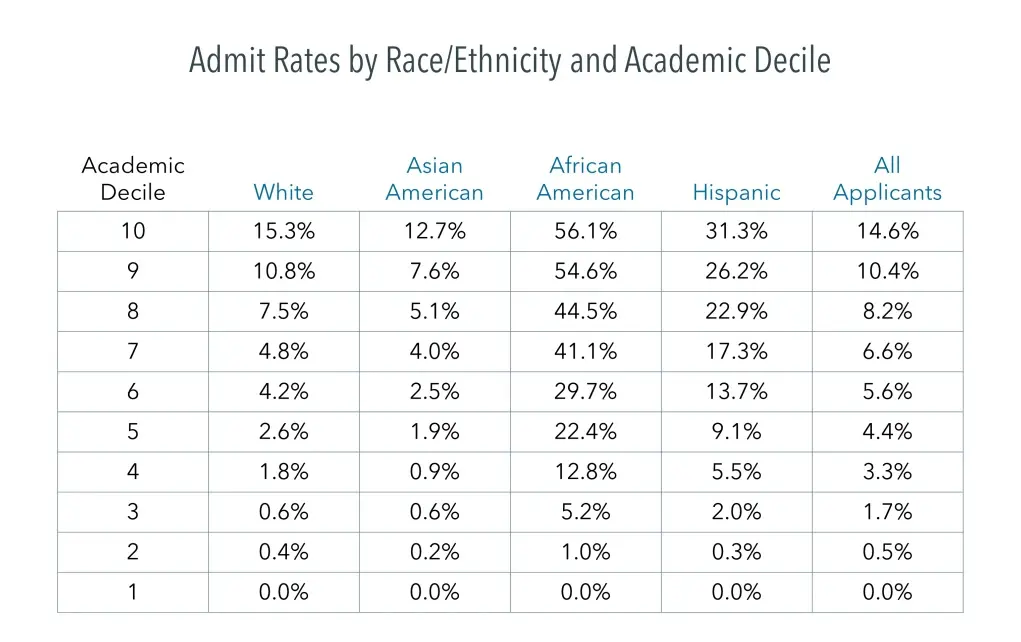 Admit Rates by Race/Ethnicity and Academic Decile
Academic Decile White Asian American African American Hispanic All Applicants
10 15.3% 12.7% 56.1% 31.3% 14.6%
9 10.8% 7.6% 54.6% 26.2% 10.4%
8 7.5% 5.1% 44.5% 22.9% 8.2%
7 4.8% 4.0% 41.1% 17.3% 6.6%
6 4.2% 2.5% 29.7% 13.7% 5.6%
5 2.6% 1.9% 22.4% 9.1% 4.4%
4 1.8% 0.9% 12.8% 5.5% 3.3%
3 0.6% 0.6% 5.2% 2.0% 1.7%
2 0.4% 0.2% 1.0% 0.3% 0.5%
1 0.0% 0.0% 0.0% 0.0% 0.0%